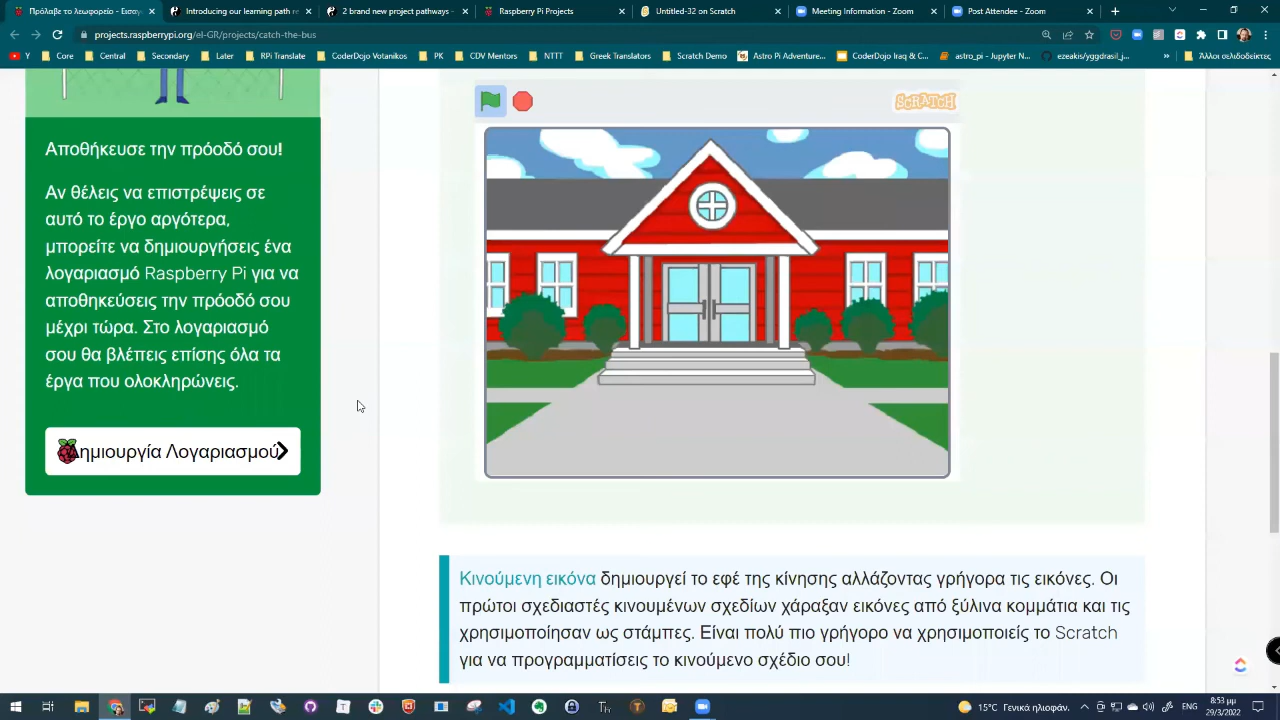 Πρόλαβε το λεωφορείο - Εισαγ
Introducing our learning path re
2 brand new project pathways -
Raspberry Pi Projects
Untitled-32 on Scratch
Meeting Information - Zoom
Post Attendee - Zoom
projects.raspberrypi.org/el-GR/projects/catch-the-bus
Y
Core
Central
Secondary
Later
RPi Translate
CoderDojo Votanikos
PK
CDV Mentors
NTTT
Greek Translators
Scratch Demo
Astro Pi Adventure...
CoderDojo Iraq & C...
astro_pi - Jupyter N...
ezeakis/yggdrasil_j...
Άλλοι σελιδοδείκτες
SCRATCH
Αποθήκευσε την πρόοδό σου!
Αν θέλεις να επιστρέψεις σε
αυτό το έργο αργότερα,
μπορείτε να δημιουργήσεις ένα
λογαριασμό Raspberry Pi για να
αποθηκεύσεις την πρόοδό σου
μέχρι τώρα. Στο λογαριασμό
σου θα βλέπεις επίσης όλα τα
έργα που ολοκληρώνεις.
Δημιουργία Λογαριασμού
Κινούμενη εικόνα δημιουργεί το εφέ της κίνησης αλλάζοντας γρήγορα τις εικόνες. Οι
πρώτοι σχεδιαστές κινουμένων σχεδίων χάραξαν εικόνες από ξύλινα κομμάτια και τις
χρησιμοποίησαν ως στάμπες. Είναι πολύ πιο γρήγορο να χρησιμοποιείς το Scratch
για να προγραμματίσεις το κινούμενο σχέδιο σου!
15°C Γενικά ηλιοφάν.
ENG
8:53 μμ
29/3/2022